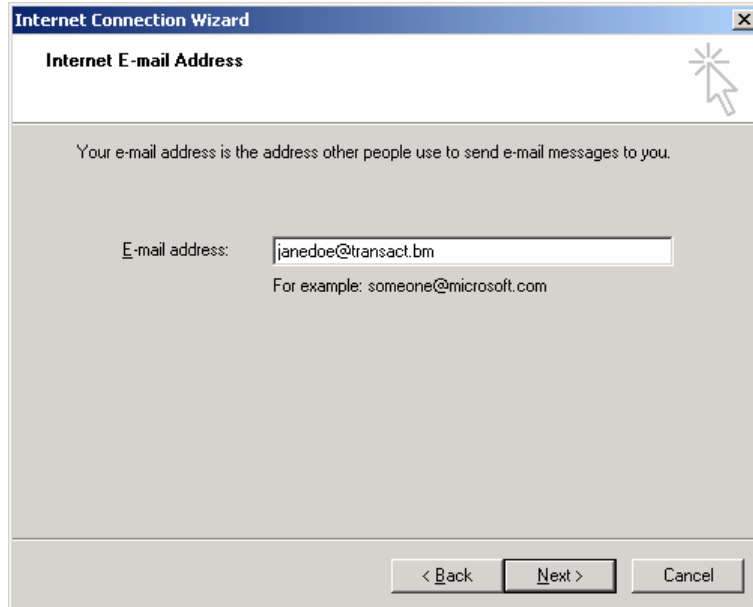 Internet Connection Wizard
Internet E-mail Address
Your e-mail address is the address other people use to send e-mail messages to you.
E-mail address: janedoe@transact.bm
For example: someone@microsoft.com
< Back Next > Cancel